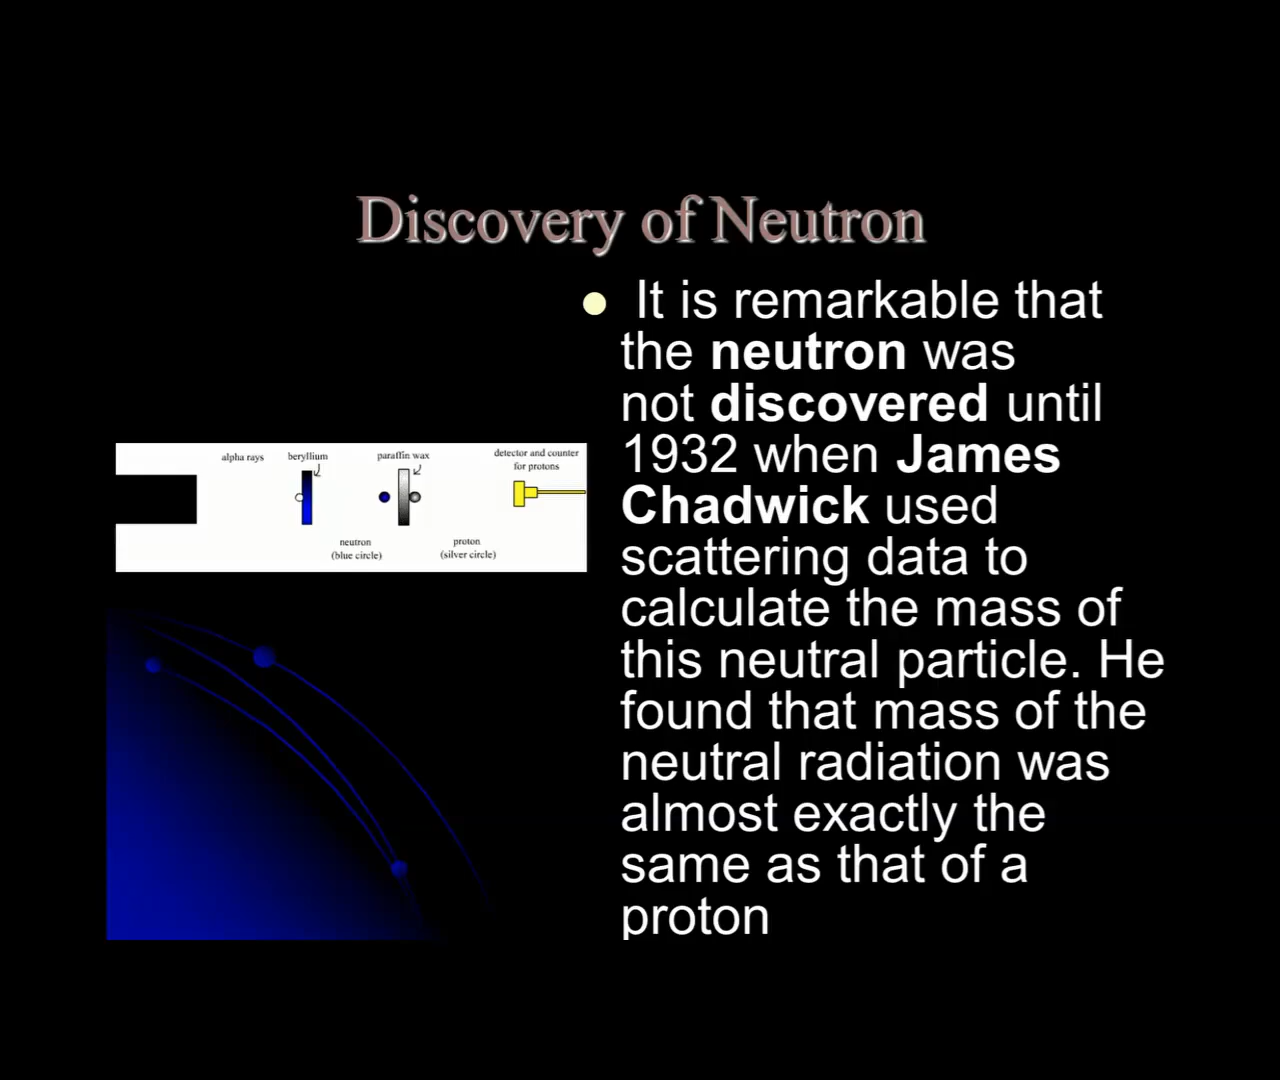 Discovery of Neutron
It is remarkable that
the neutron was
not discovered until
1932 when James
Chadwick used
scattering data to
calculate the mass of
this neutral particle. He
found that mass of the
neutral radiation was
almost exactly the
same as that of a
proton
alpha rays
beryllium
paraffin wax
detector and counter
for protons
neutron
(blue circle)
proton
(silver circle)